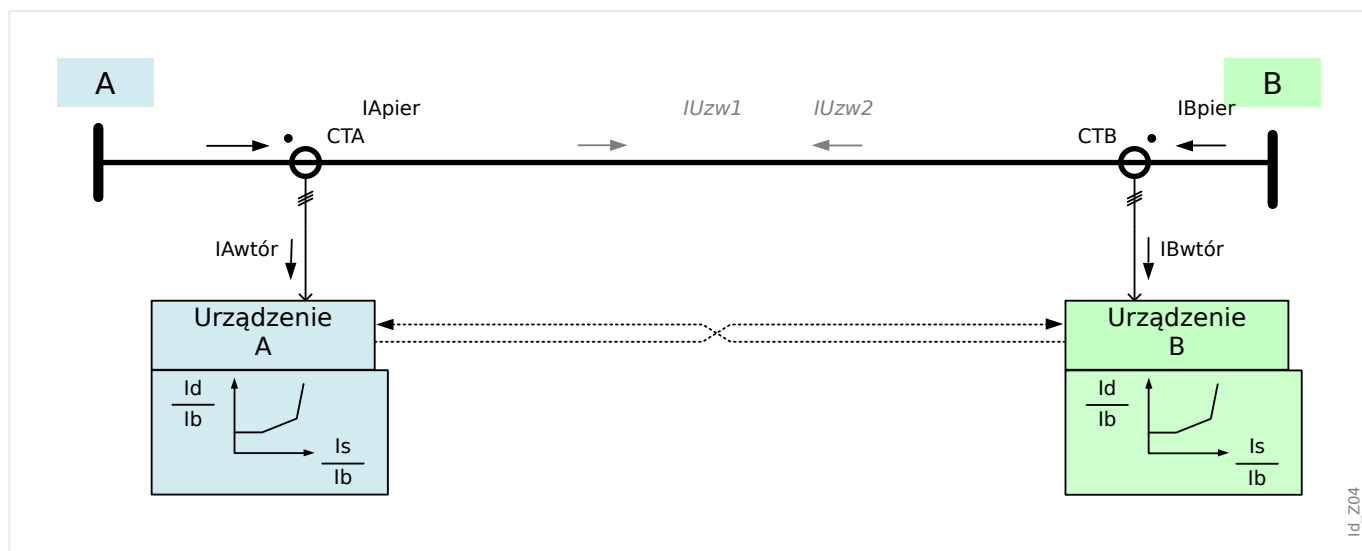 A
B
IApier
IUzw1
IUzw2
IBpier
CTA
CTB
IAwtór
IBwtór
Urządzenie
A
Urządzenie
B
Id
Ib
Is
Ib
Id
Ib
Is
Ib
Id_Z04